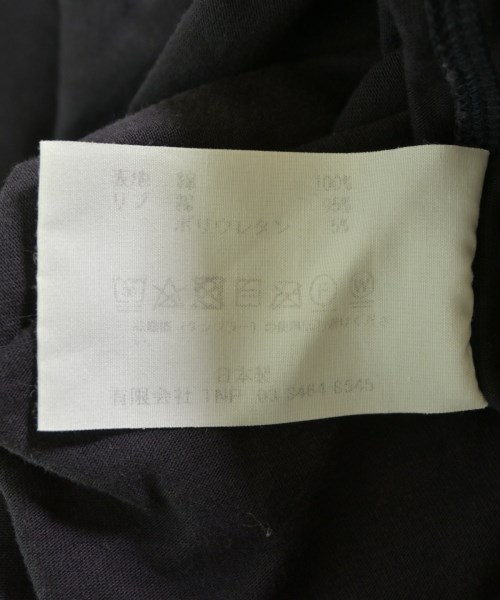 表地 綿 100%
リブ 綿 95%
ポリウレタン 5%
日本製
有限会社 TNP 03 3464 8545